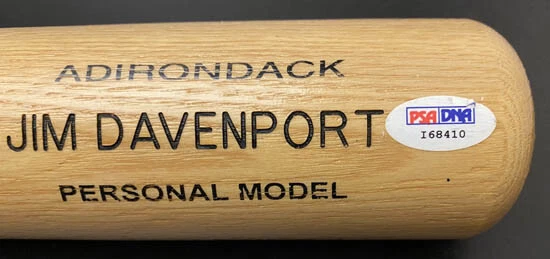 ADIRONDACK
JIM DAVENPORT
PERSONAL MODEL
PSA DNA
I68410